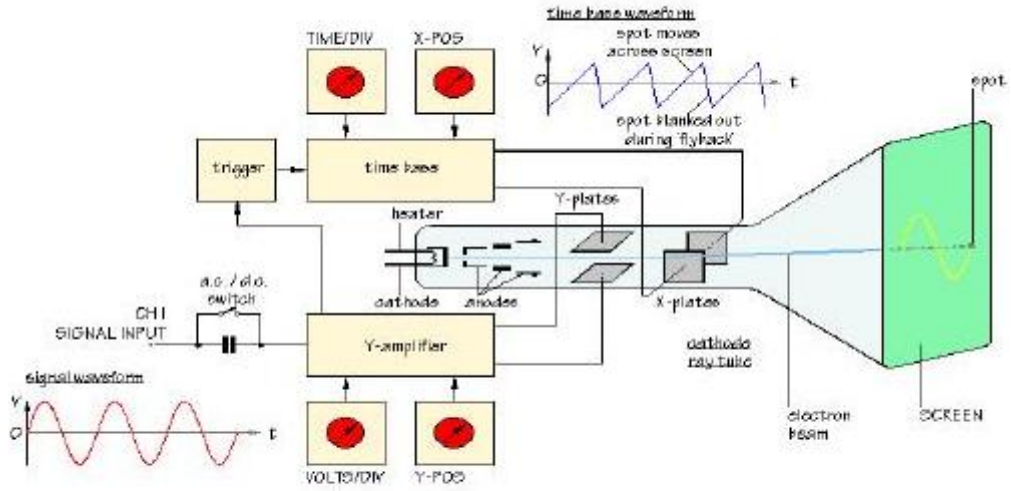 time base waveform
TIME/DIV
X-POS
spot moves
across screen
V
O
t
spot
spot blanked out
during flyback
trigger
time base
Y-plates
heater
a.c. / d.c.
switch
cathode
anodes
X-plates
CH I
SIGNAL INPUT
Y-amplifier
cathode
ray tube
signal waveform
V
O
t
electron
beam
SCREEN
VOLTS/DIV
Y-POS